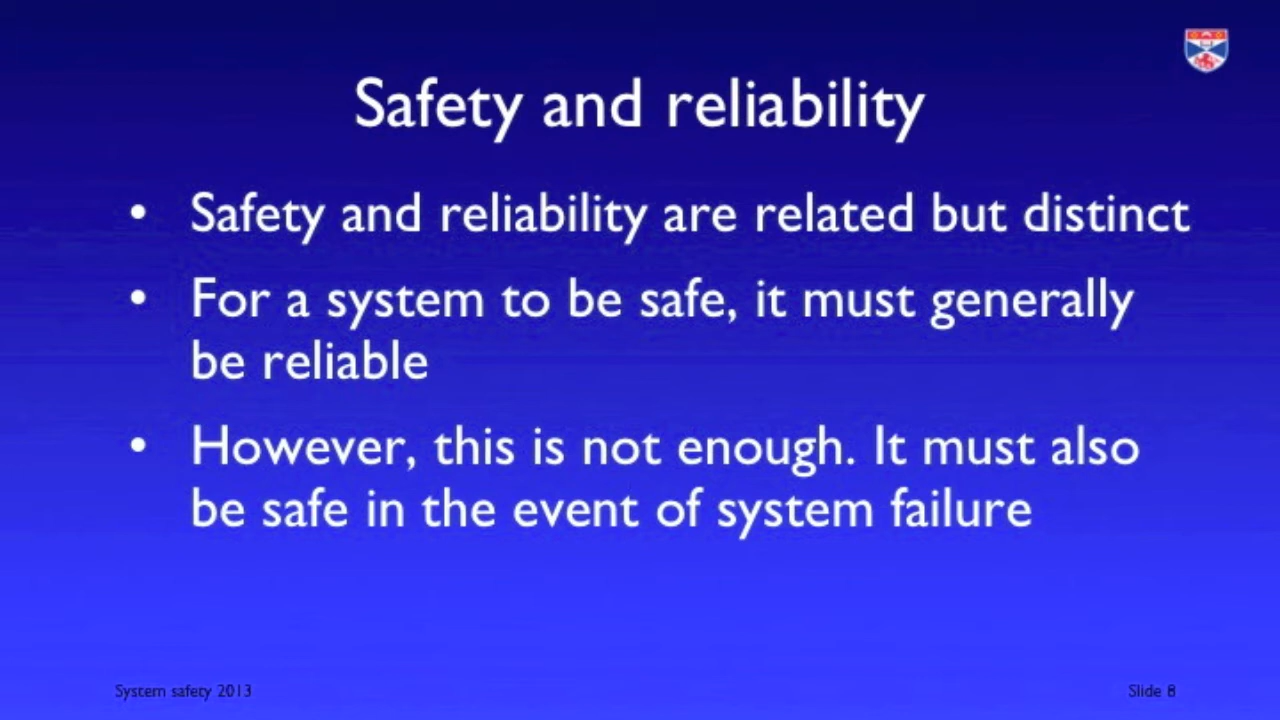 Safety and reliability
• Safety and reliability are related but distinct
• For a system to be safe, it must generally
be reliable
• However, this is not enough. It must also
be safe in the event of system failure
System safety 2013
Slide 8